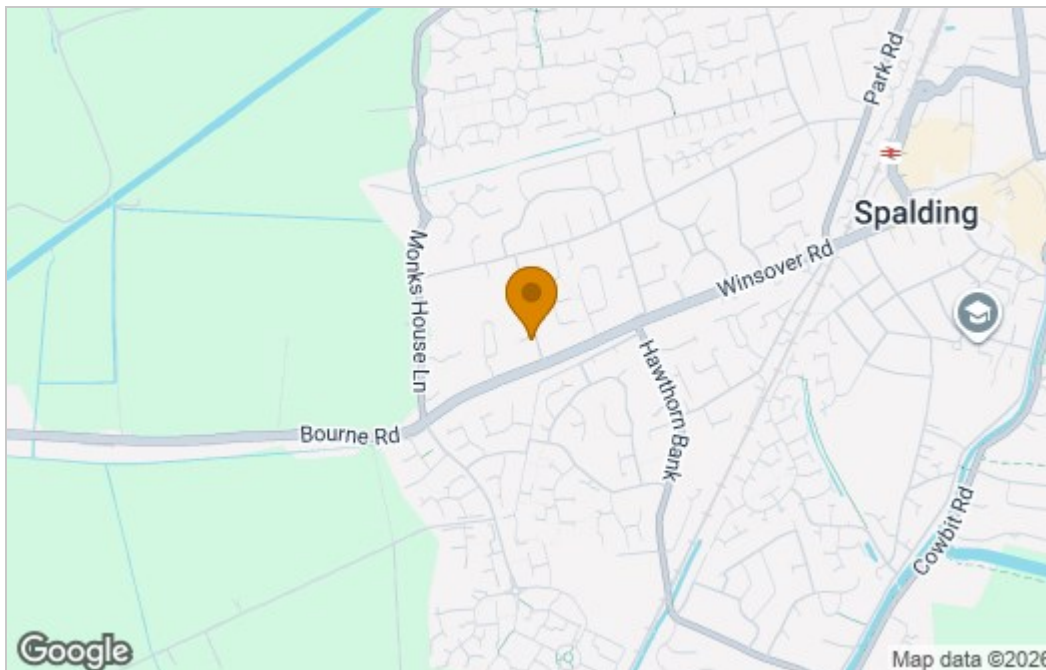 Park Rd
Spalding
Monks House Ln
Winsover Rd
Hawthorn Bank
Bourne Rd
Cowbit Rd
Google
Map data ©2026